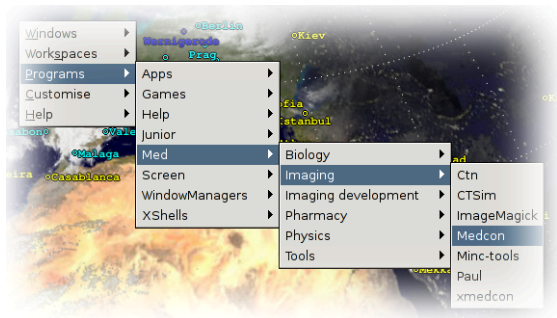 Windows
Workspaces
Programs
Customise
Help
Apps
Games
Help
Junior
Med
Screen
WindowManagers
XShells
Biology
Imaging
Imaging development
Pharmacy
Physics
Tools
Ctn
CTSim
ImageMagick
Medcon
Minc-tools
Paul
xmedcon
Berlin
Wernigerode
Prag
Kiev
Malaga
Casablanca